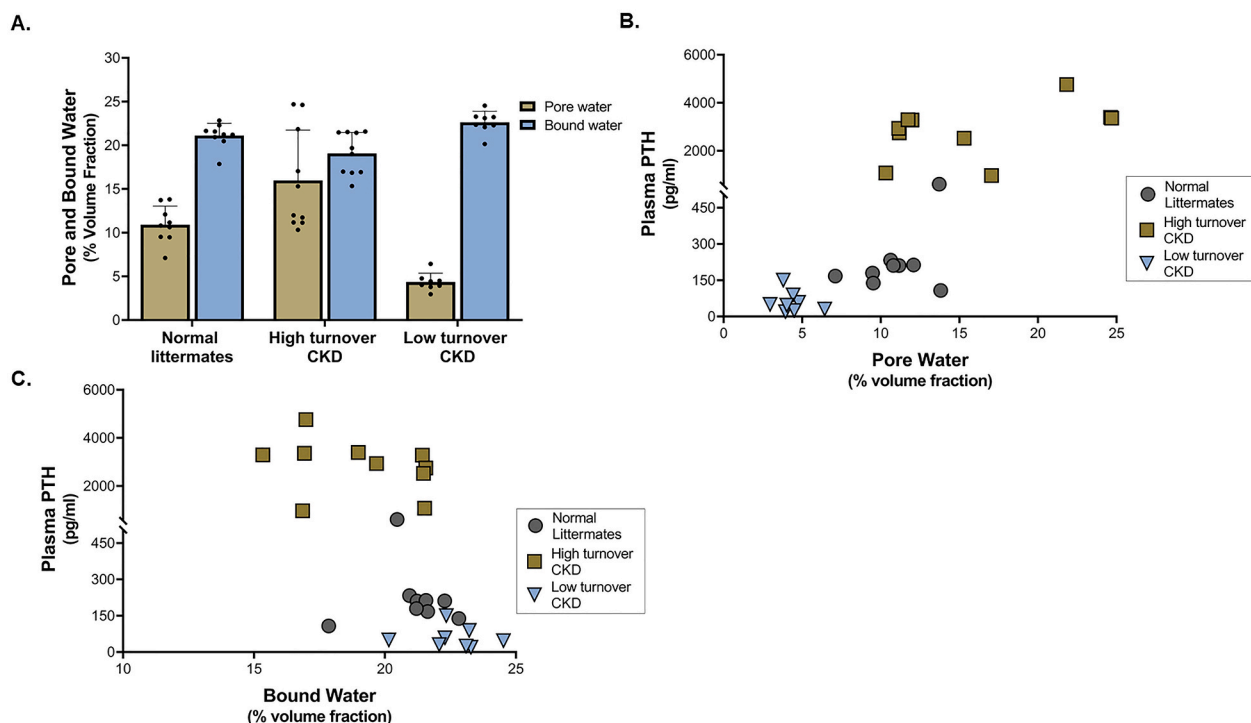 A.
30
25
20
15
10
5
0
Pore and Bound Water
(% Volume Fraction)
Pore water
Bound water
Normal
littermates
High turnover
CKD
Low turnover
CKD
B.
6000
4000
2000
450
300
150
0
Plasma PTH
(pg/ml)
0 5 10 15 20 25
Pore Water
(% volume fraction)
Normal
Littermates
High turnover
CKD
Low turnover
CKD
C.
6000
4000
2000
450
300
150
0
Plasma PTH
(pg/ml)
10 15 20 25
Bound Water
(% volume fraction)
Normal
Littermates
High turnover
CKD
Low turnover
CKD